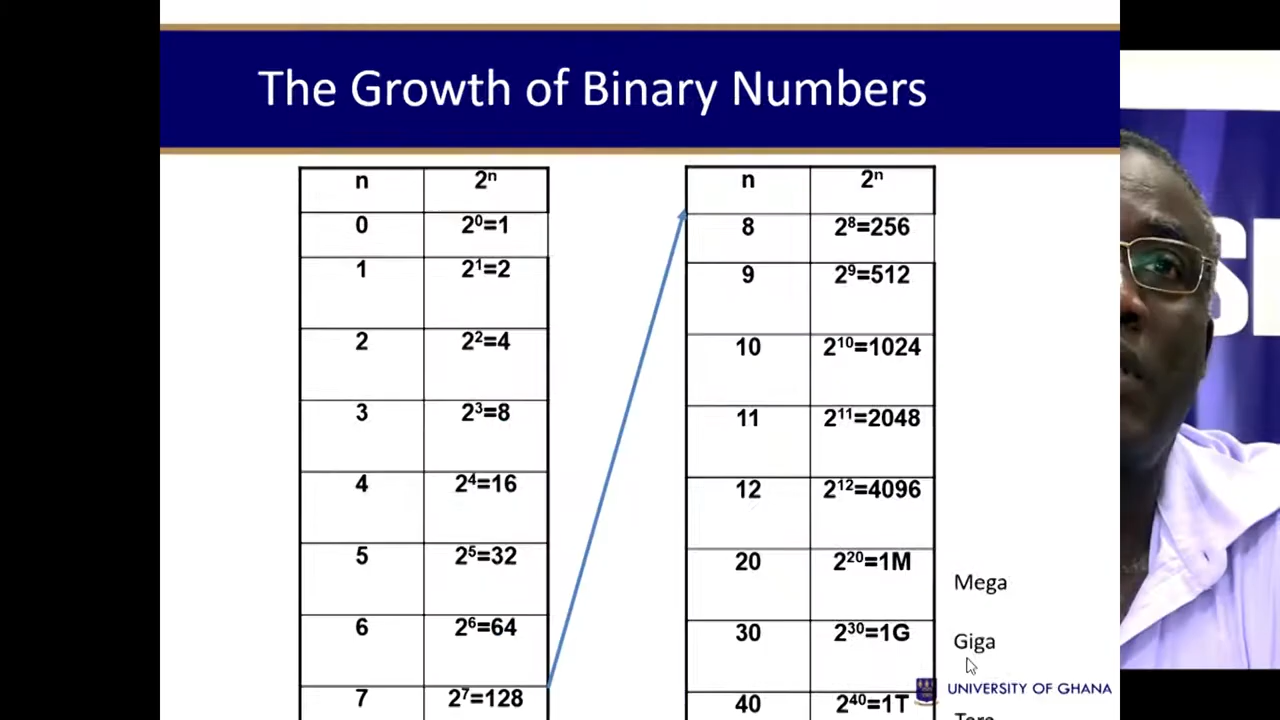 The Growth of Binary Numbers
n 2ⁿ
0 2⁰=1
1 2¹=2
2 2²=4
3 2³=8
4 2⁴=16
5 2⁵=32
6 2⁶=64
7 2⁷=128
n 2ⁿ
8 2⁸=256
9 2⁹=512
10 2¹⁰=1024
11 2¹¹=2048
12 2¹²=4096
20 2²⁰=1M
Mega
30 2³⁰=1G
Giga
40 2⁴⁰=1T
UNIVERSITY OF GHANA